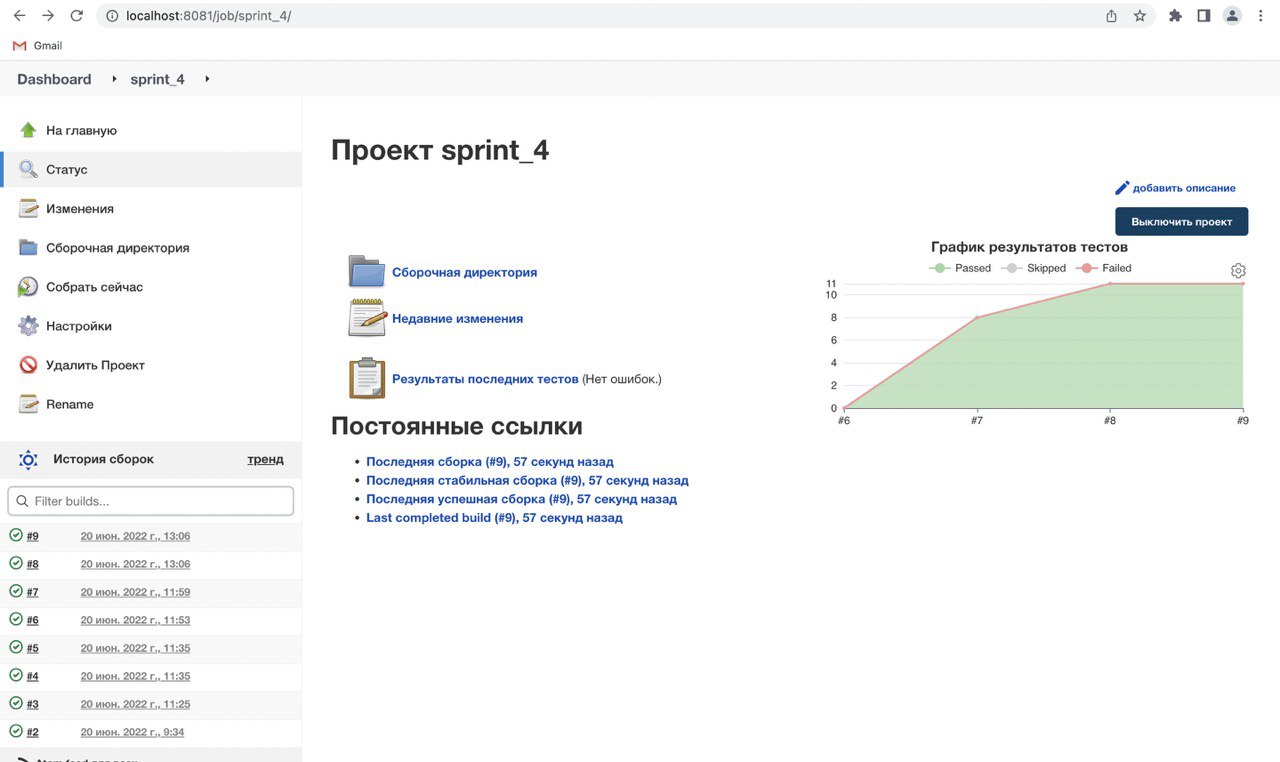 localhost:8081/job/sprint_4/
Gmail
Dashboard sprint_4
На главную
Статус
Изменения
Сборочная директория
Собрать сейчас
Настройки
Удалить Проект
Rename
История сборок тренд
Filter builds...
#9 20 июн. 2022 г., 13:06
#8 20 июн. 2022 г., 13:06
#7 20 июн. 2022 г., 11:59
#6 20 июн. 2022 г., 11:53
#5 20 июн. 2022 г., 11:35
#4 20 июн. 2022 г., 11:35
#3 20 июн. 2022 г., 11:25
#2 20 июн. 2022 г., 9:34
Проект sprint_4
добавить описание
Выключить проект
Сборочная директория
Недавние изменения
Результаты последних тестов (Нет ошибок.)
График результатов тестов
Passed Skipped Failed
11
10
8
6
4
2
0
#6 #7 #8 #9
Постоянные ссылки
Последняя сборка (#9), 57 секунд назад
Последняя стабильная сборка (#9), 57 секунд назад
Последняя успешная сборка (#9), 57 секунд назад
Last completed build (#9), 57 секунд назад